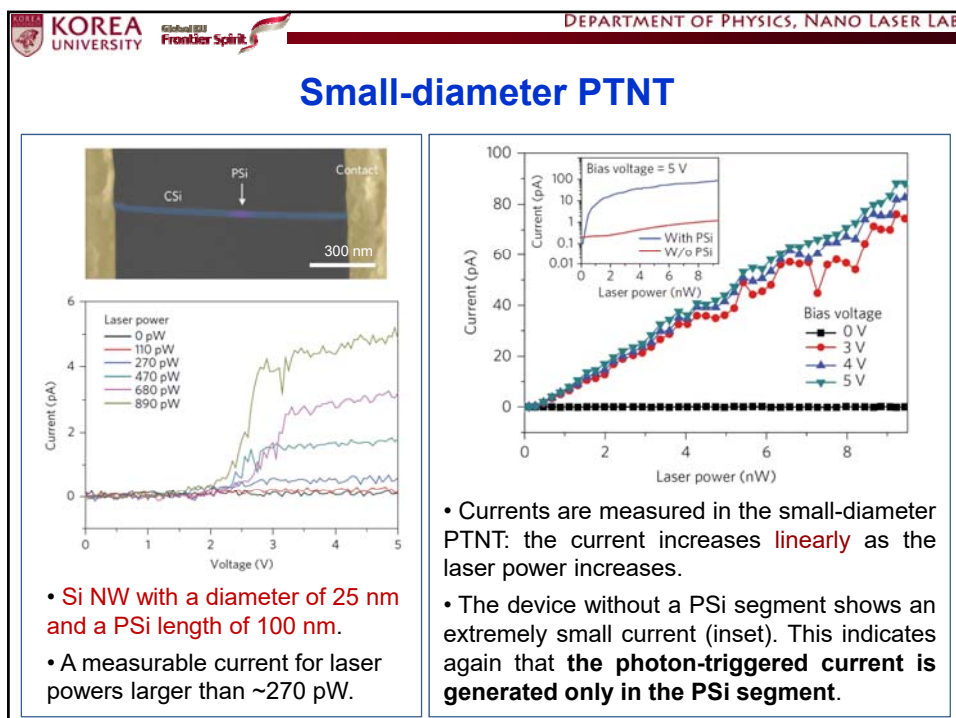 KOREA
UNIVERSITY
Global KU
Frontier Spirit
DEPARTMENT OF PHYSICS, NANO LASER LAB
Small-diameter PTNT
PSi
Contact
CSi
300 nm
6
4
2
0
Current (pA)
Laser power
0 pW
110 pW
270 pW
470 pW
680 pW
890 pW
0 1 2 3 4 5
Voltage (V)
• Si NW with a diameter of 25 nm
and a PSi length of 100 nm.
• A measurable current for laser
powers larger than ~270 pW.
100
80
60
40
20
0
Current (pA)
Bias voltage = 5 V
100
10
1
0.1
0.01
Current (pA)
With PSi
W/o PSi
0 2 4 6 8
Laser power (nW)
Bias voltage
0 V
3 V
4 V
5 V
0 2 4 6 8
Laser power (nW)
• Currents are measured in the small-diameter
PTNT: the current increases linearly as the
laser power increases.
• The device without a PSi segment shows an
extremely small current (inset). This indicates
again that the photon-triggered current is
generated only in the PSi segment.